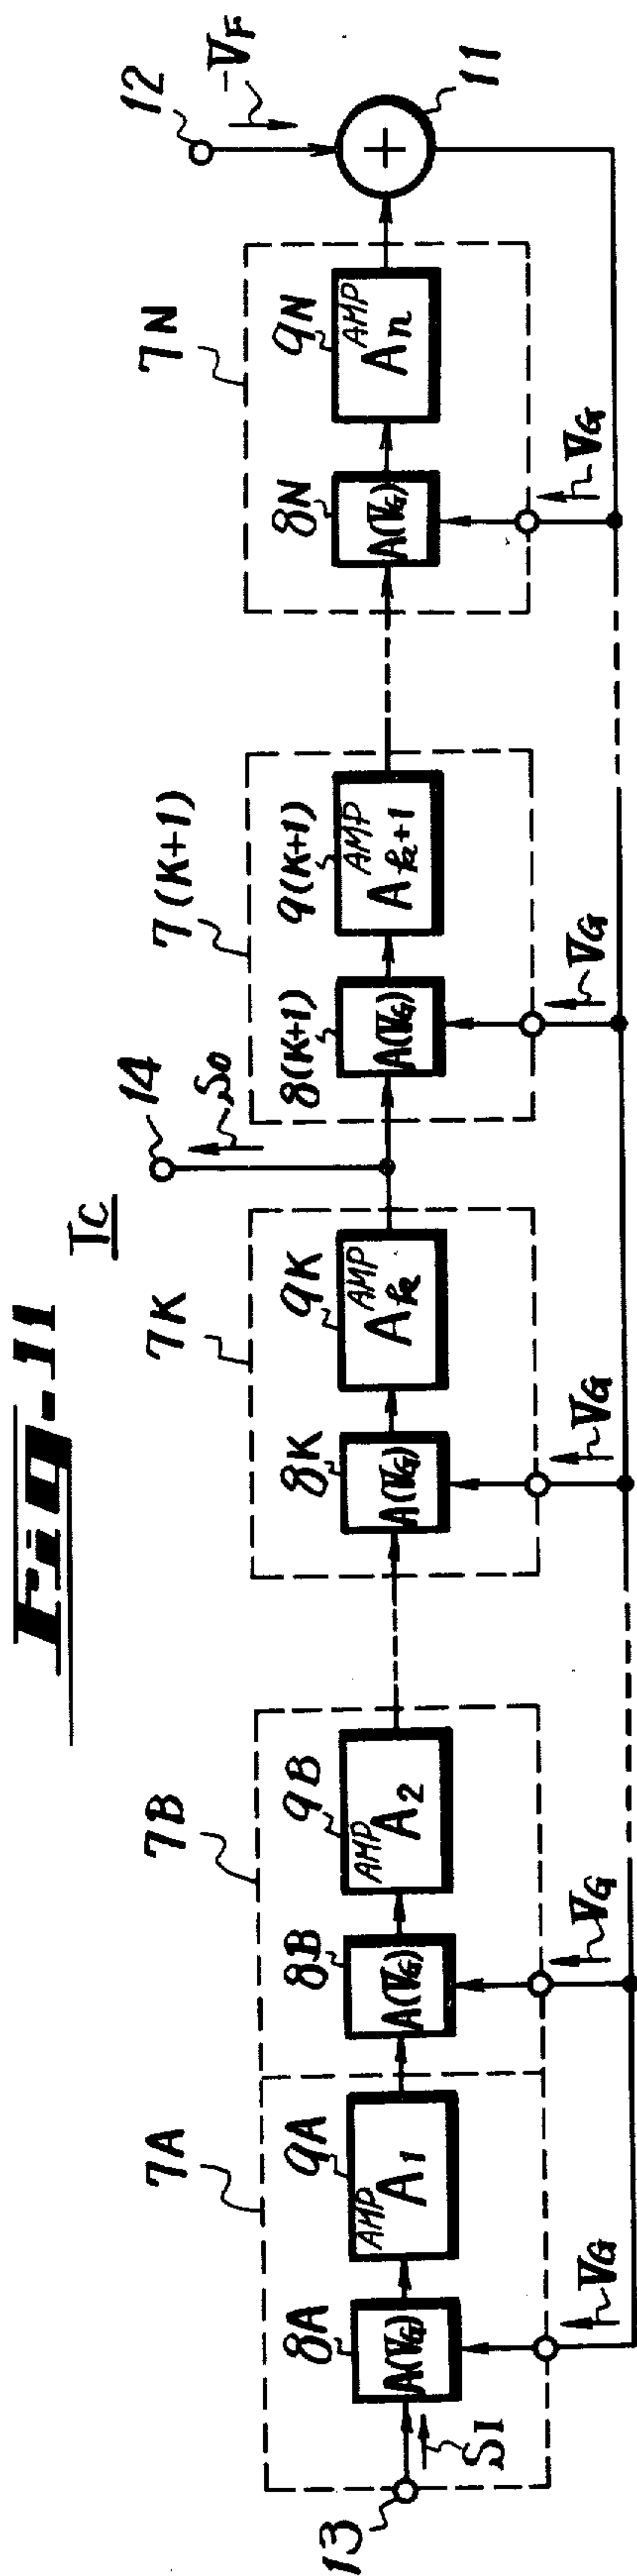 Fig-11
1c
7A
7B
7K
7(K+1)
7N
12
-VF
14
S0
8A
9A
8B
9B
8K
9K
8(K+1)
9(K+1)
8N
9N
13
SI
A(VG)
AMP
A1
A(VG)
AMP
A2
A(VG)
AMP
Ak
A(VG)
AMP
Ak+1
A(VG)
AMP
An
+
11
VG
VG
VG
VG
VG